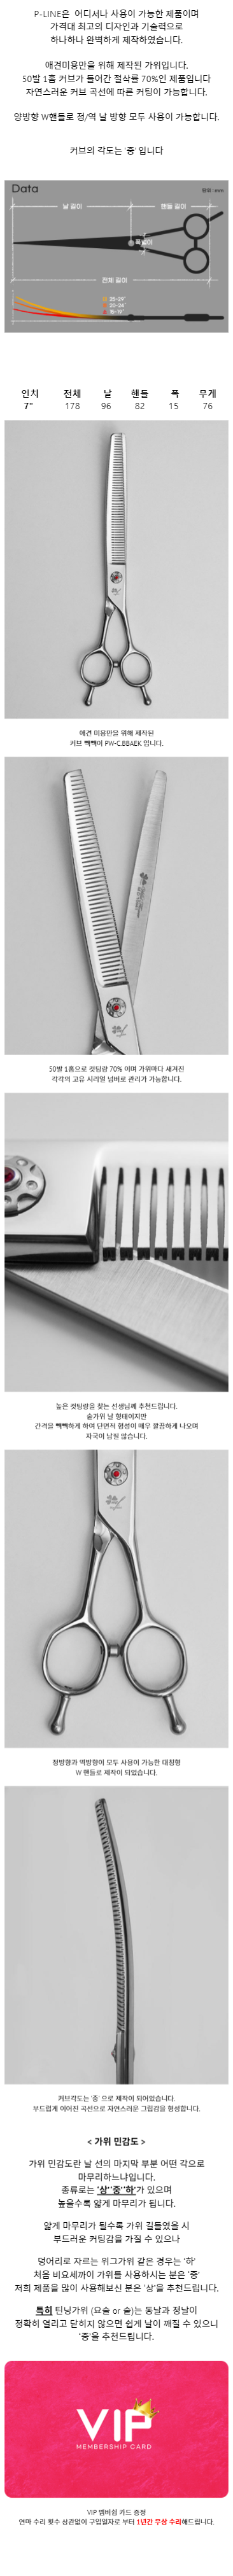 P-LINE은 어디서나 사용이 가능한 제품이며
가격대 최고의 디자인과 기술력으로
하나하나 완벽하게 제작하였습니다.
애견미용만을 위해 제작된 가위입니다.
50발 1홈 커브가 들어간 절삭률 70%인 제품입니다
자연스러운 커브 곡선에 따른 커팅이 가능합니다.
양방향 W핸들로 정/역 날 방향 모두 사용이 가능합니다.
커브의 각도는 '중' 입니다
Data
단위 : mm
날 길이
핸들 길이
폭 넓이
전체 길이
상 25~29°
중 20~24°
하 15~19°
인치 전체 날 핸들 폭 무게
7" 178 96 82 15 76
애견 미용만을 위해 제작된
커브 빽빽이 PW-C.BBAEK 입니다.
50발 1홈으로 컷팅량 70% 이며 가위마다 새겨진
각각의 고유 시리얼 넘버로 관리가 가능합니다.
높은 컷팅량을 찾는 선생님께 추천드립니다.
숱가위 날 형태이지만
간격을 빽빽하게 하여 단면적 형성이 매우 깔끔하게 나오며
자국이 남질 않습니다.
정방향과 역방향이 모두 사용이 가능한 대칭형
W 핸들로 제작이 되었습니다.
커브각도는 '중' 으로 제작이 되어있습니다.
부드럽게 이어진 곡선으로 자연스러운 그립감을 형성합니다.
< 가위 민감도 >
가위 민감도란 날 선의 마지막 부분 어떤 각으로
마무리하느냐입니다.
종류로는 '상''중''하'가 있으며
높을수록 얇게 마무리가 됩니다.
얇게 마무리가 될수록 가위 길들였을 시
부드러운 커팅감을 가질 수 있으나
덩어리로 자르는 위그가위 같은 경우는 '하'
처음 비요세까이 가위를 사용하시는 분은 '중'
저희 제품을 많이 사용해보신 분은 '상'을 추천드립니다.
특히 틴닝가위 (요술 or 숱)는 동날과 정날이
정확히 열리고 닫히지 않으면 쉽게 날이 깨질 수 있으니
'중'을 추천드립니다.
VIP
MEMBERSHIP CARD
VIP 멤버쉽 카드 증정
연마 수리 횟수 상관없이 구입일자로 부터 1년간 무상 수리해드립니다.